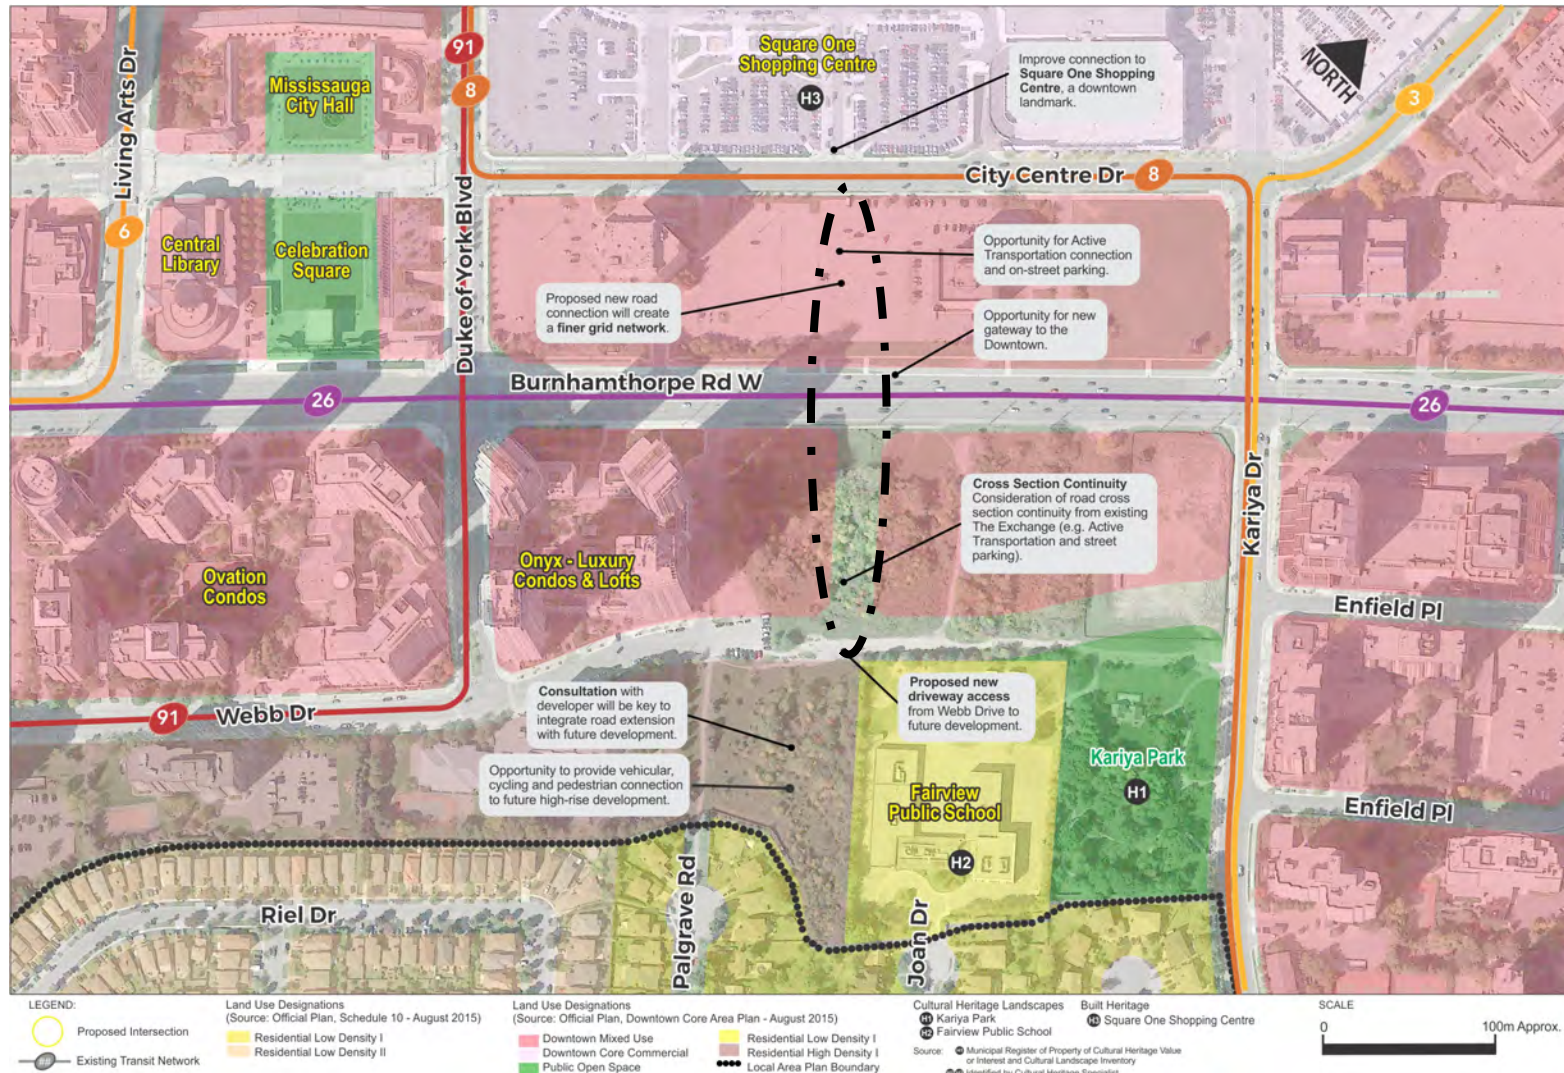 Living Arts Dr
Mississauga
City Hall
91
8
Square One
Shopping Centre
H3
Improve connection to
Square One Shopping
Centre, a downtown
landmark.
NORTH
3
City Centre Dr
8
6
Central
Library
Celebration
Square
Duke of York Blvd
Opportunity for Active
Transportation connection
and on-street parking.
Proposed new road
connection will create
a finer grid network.
Opportunity for new
gateway to the
Downtown.
Burnhamthorpe Rd W
26
26
Kariya Dr
Cross Section Continuity
Consideration of road cross
section continuity from existing
The Exchange (e.g. Active
Transportation and street
parking).
Ovation
Condos
Onyx - Luxury
Condos & Lofts
Enfield Pl
91
Webb Dr
Consultation with
developer will be key to
integrate road extension
with future development.
Proposed new
driveway access
from Webb Drive to
future development.
Opportunity to provide vehicular,
cycling and pedestrian connection
to future high-rise development.
Kariya Park
H1
Fairview
Public School
H2
Enfield Pl
Riel Dr
Palgrave Rd
Joan Dr
LEGEND:
Proposed Intersection
Existing Transit Network
Land Use Designations
(Source: Official Plan, Schedule 10 - August 2015)
Residential Low Density I
Residential Low Density II
Land Use Designations
(Source: Official Plan, Downtown Core Area Plan - August 2015)
Downtown Mixed Use
Downtown Core Commercial
Public Open Space
Residential Low Density I
Residential High Density I
Local Area Plan Boundary
Cultural Heritage Landscapes
H1 Kariya Park
H2 Fairview Public School
Built Heritage
H3 Square One Shopping Centre
Source:
Municipal Register of Property of Cultural Heritage Value
or Interest and Cultural Landscape Inventory
Identified by Cultural Heritage Specialist
SCALE
0
100m Approx.